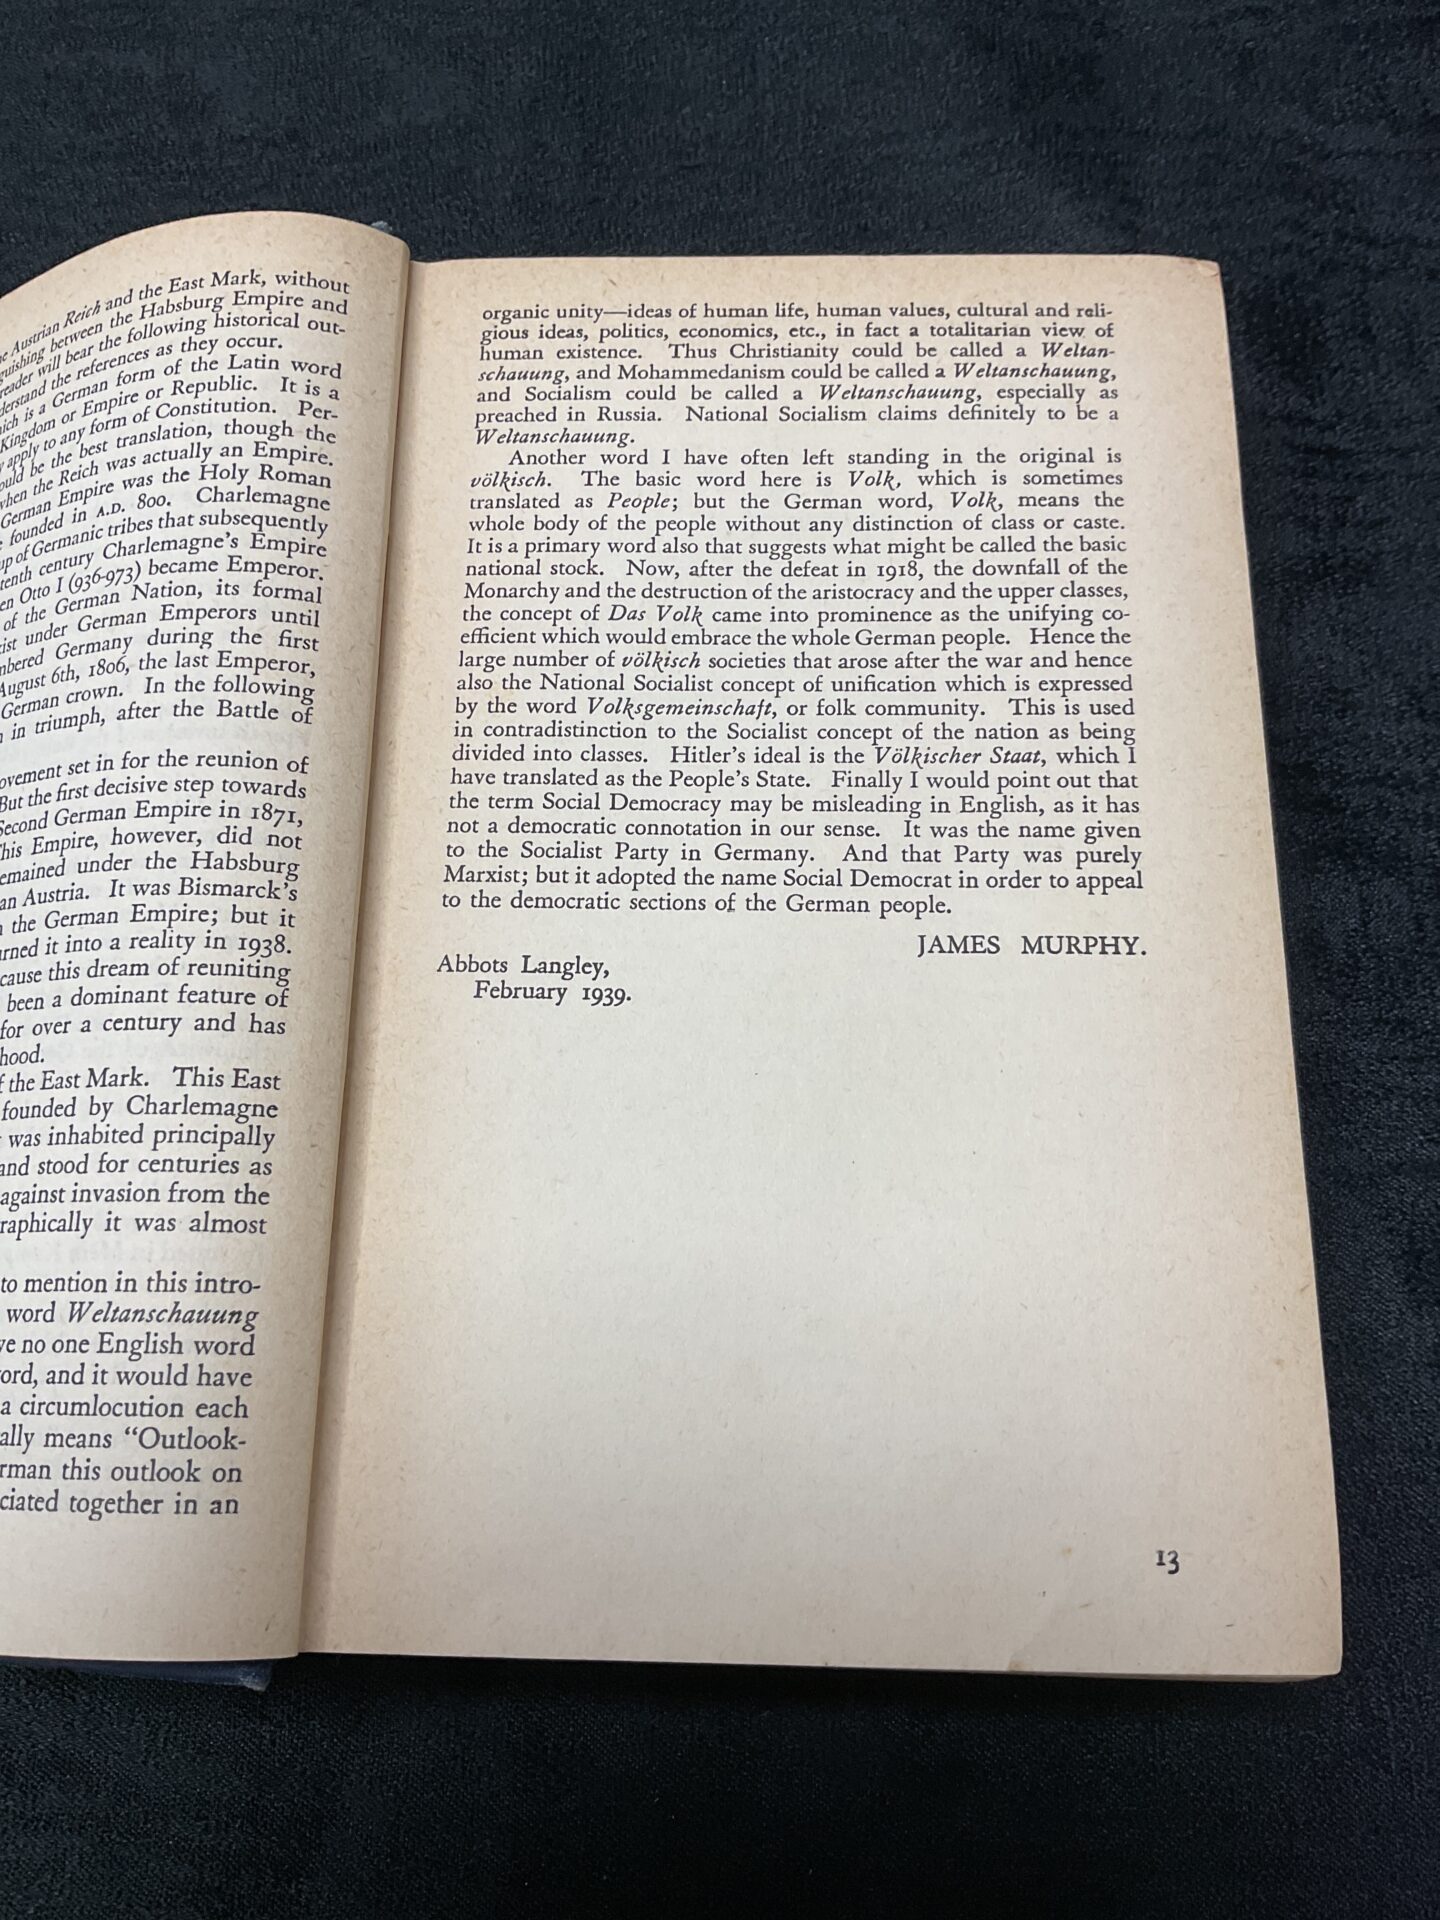 Austrian Reich and the East Mark, without
between the Habsburg Empire and
reader will bear the following historical out-
the references as they occur.
is a German form of the Latin word
Kingdom or Empire or Republic. It is a
apply to any form of Constitution. Per-
be the best translation, though the
when the Reich was actually an Empire.
German Empire was the Holy Roman
founded in A.D. 800. Charlemagne
of Germanic tribes that subsequently
tenth century Charlemagne's Empire
Otto I (936-973) became Emperor.
of the German Nation, its formal
under German Emperors until
Germany during the first
August 6th, 1806, the last Emperor,
German crown. In the following
in triumph, after the Battle of
set in for the reunion of
But the first decisive step towards
Second German Empire in 1871,
This Empire, however, did not
under the Habsburg
Austria. It was Bismarck's
the German Empire; but it
it into a reality in 1938.
this dream of reuniting
been a dominant feature of
for over a century and has
hood.
the East Mark. This East
founded by Charlemagne
was inhabited principally
and stood for centuries as
against invasion from the
it was almost
to mention in this intro-
word Weltanschauung
no one English word
and it would have
a circumlocution each
means "Outlook-
this outlook on
together in an
organic unity—ideas of human life, human values, cultural and reli-
gious ideas, politics, economics, etc., in fact a totalitarian view of
human existence. Thus Christianity could be called a Weltan-
schauung, and Mohammedanism could be called a Weltanschauung,
and Socialism could be called a Weltanschauung, especially as
preached in Russia. National Socialism claims definitely to be a
Weltanschauung.
Another word I have often left standing in the original is
völkisch. The basic word here is Volk, which is sometimes
translated as People; but the German word, Volk, means the
whole body of the people without any distinction of class or caste.
It is a primary word also that suggests what might be called the basic
national stock. Now, after the defeat in 1918, the downfall of the
Monarchy and the destruction of the aristocracy and the upper classes,
the concept of Das Volk came into prominence as the unifying co-
efficient which would embrace the whole German people. Hence the
large number of völkisch societies that arose after the war and hence
also the National Socialist concept of unification which is expressed
by the word Volksgemeinschaft, or folk community. This is used
in contradistinction to the Socialist concept of the nation as being
divided into classes. Hitler's ideal is the Völkischer Staat, which I
have translated as the People's State. Finally I would point out that
the term Social Democracy may be misleading in English, as it has
not a democratic connotation in our sense. It was the name given
to the Socialist Party in Germany. And that Party was purely
Marxist; but it adopted the name Social Democrat in order to appeal
to the democratic sections of the German people.
JAMES MURPHY.
Abbots Langley,
February 1939.
13